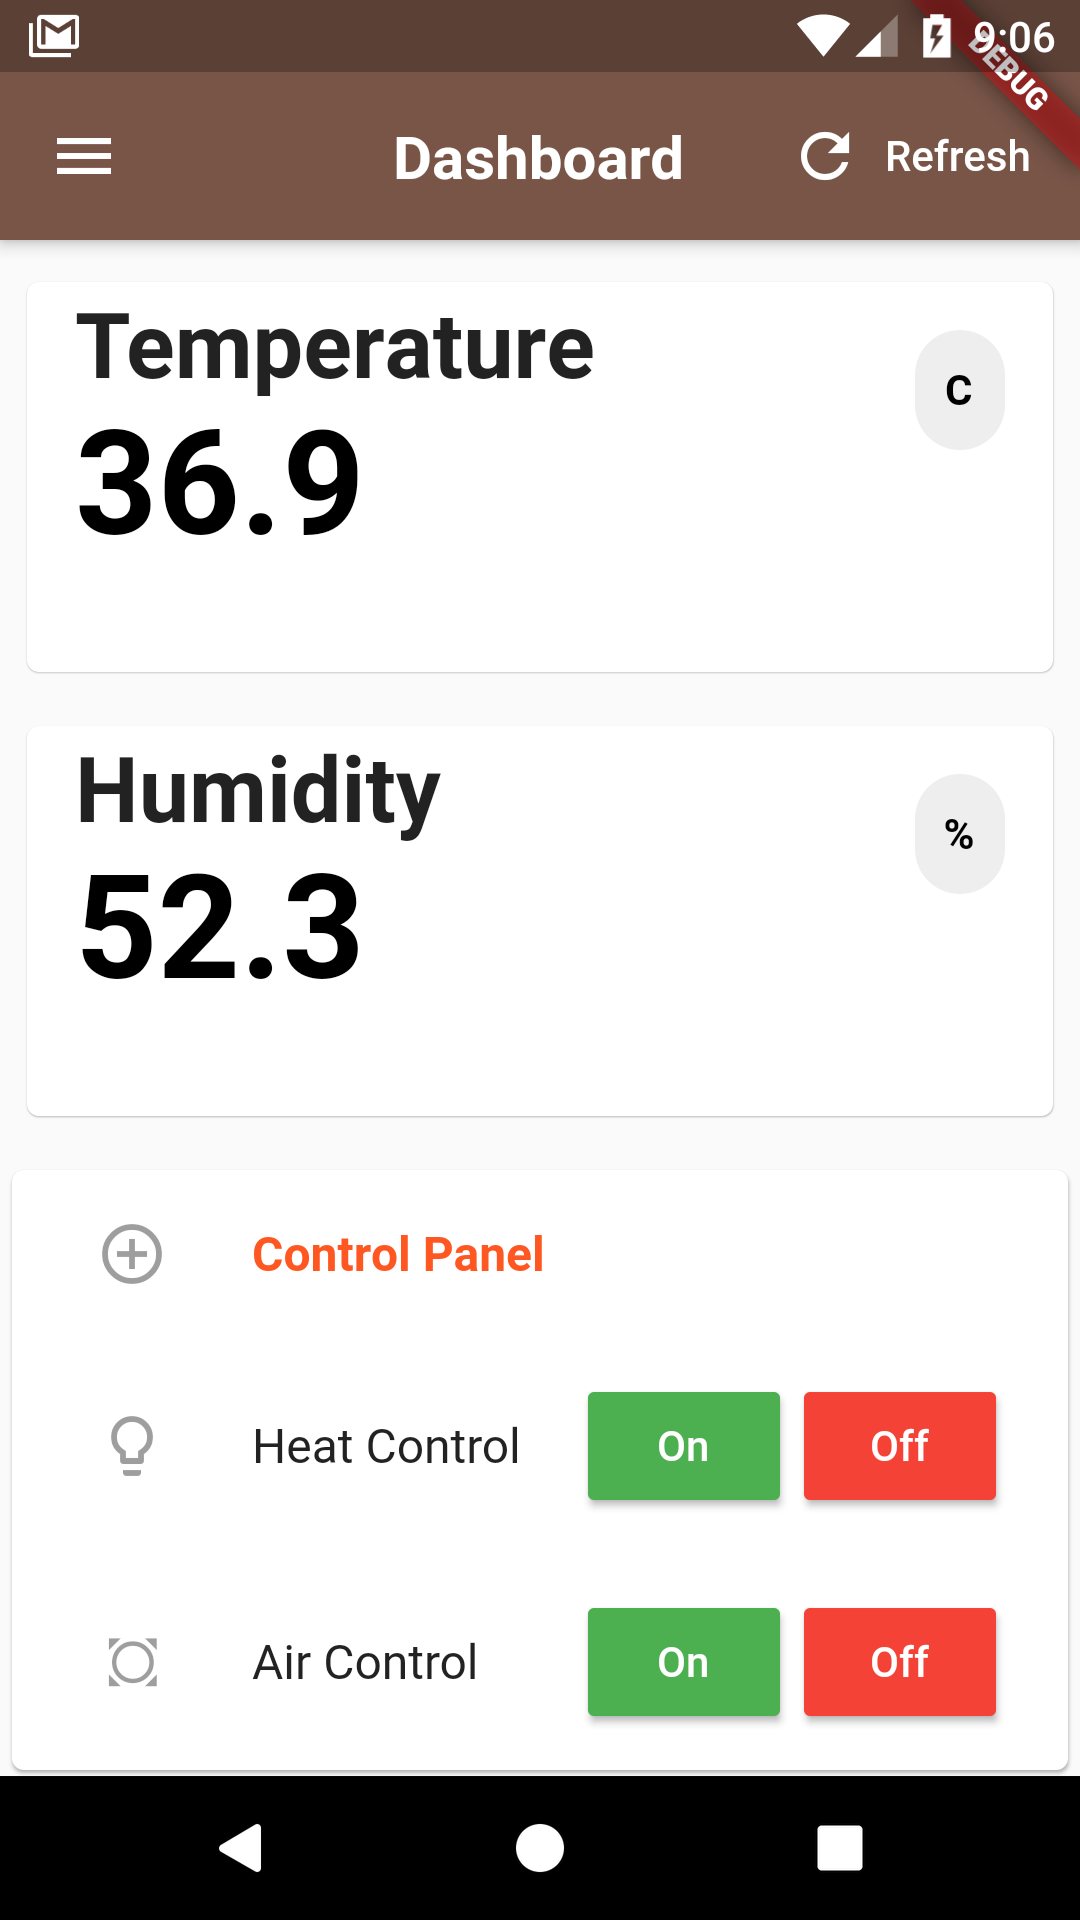 9:06
DEBUG
Dashboard Refresh
Temperature
C
36.9
Humidity
%
52.3
Control Panel
Heat Control On Off
Air Control On Off